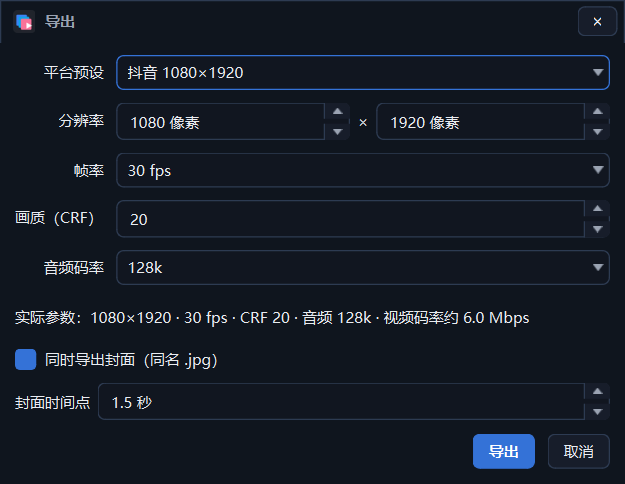 导出
平台预设 抖音 1080×1920
分辨率 1080 像素 × 1920 像素
帧率 30 fps
画质（CRF） 20
音频码率 128k
实际参数：1080×1920 · 30 fps · CRF 20 · 音频 128k · 视频码率约 6.0 Mbps
同时导出封面（同名 .jpg）
封面时间点 1.5 秒
导出 取消